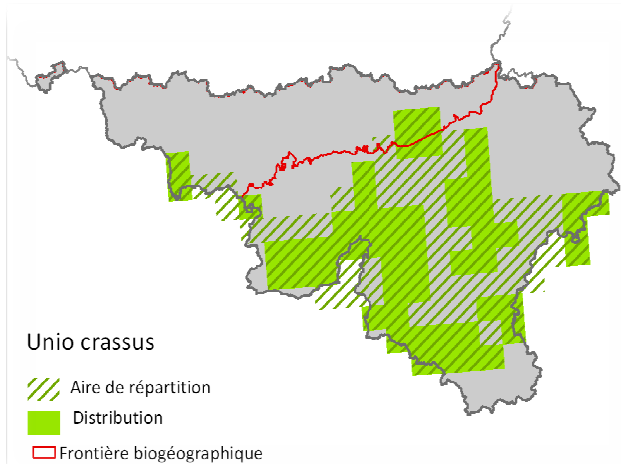 Unio crassus
Aire de répartition
Distribution
Frontière biogéographique